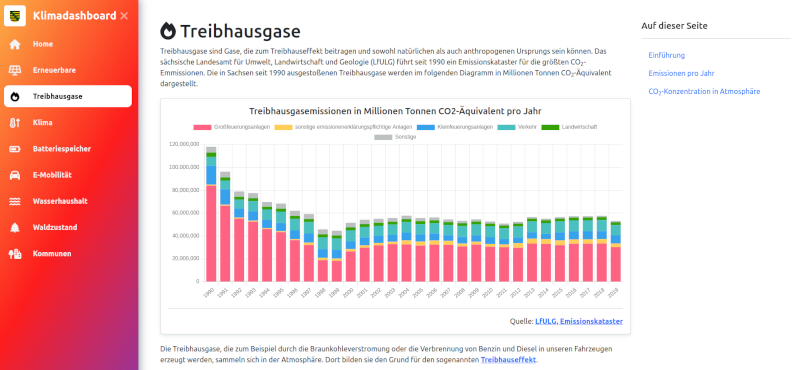 Klimadashboard ×
Home
Erneuerbare
Treibhausgase
Klima
Batteriespeicher
E-Mobilität
Wasserhaushalt
Waldzustand
Kommunen
Treibhausgase
Treibhausgase sind Gase, die zum Treibhauseffekt beitragen und sowohl natürlichen als auch anthropogenen Ursprungs sein können. Das
sächsische Landesamt für Umwelt, Landwirtschaft und Geologie (LfULG) führt seit 1990 ein Emissionskataster für die größten CO₂-
Emmissionen. Die in Sachsen seit 1990 ausgestoßenen Treibhausgase werden im folgenden Diagramm in Millionen Tonnen CO₂-Äquivalent
dargestellt.
Treibhausgasemissionen in Millionen Tonnen CO2-Äquivalent pro Jahr
Großfeuerungsanlagen sonstige emissionenerklärungspflichtige Anlagen Kleinfeuerungsanlagen Verkehr Landwirtschaft
Sonstige
120,000,000
100,000,000
80,000,000
60,000,000
40,000,000
20,000,000
0
1990 1991 1992 1993 1994 1995 1996 1997 1998 1999 2000 2001 2002 2003 2004 2005 2006 2007 2008 2009 2010 2011 2012 2013 2014 2015 2016 2017 2018 2019
Quelle: LfULG, Emissionskataster
Die Treibhausgase, die zum Beispiel durch die Braunkohleverstromung oder die Verbrennung von Benzin und Diesel in unseren Fahrzeugen
erzeugt werden, sammeln sich in der Atmosphäre. Dort bilden sie den Grund für den sogenannten Treibhauseffekt.
Auf dieser Seite
Einführung
Emissionen pro Jahr
CO₂-Konzentration in Atmosphäre